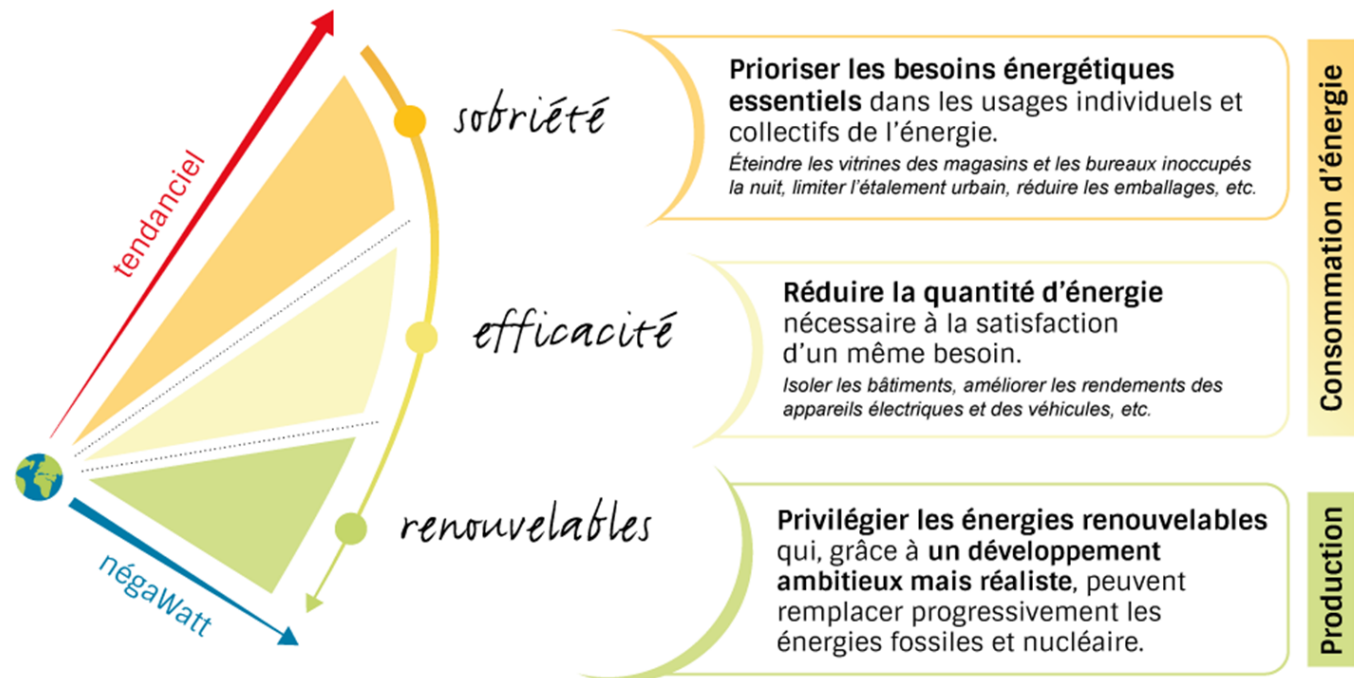 tendanciel
négaWatt
sobriété
Prioriser les besoins énergétiques
essentiels dans les usages individuels et
collectifs de l'énergie.
Éteindre les vitrines des magasins et les bureaux inoccupés
la nuit, limiter l'étalement urbain, réduire les emballages, etc.
efficacité
Réduire la quantité d'énergie
nécessaire à la satisfaction
d'un même besoin.
Isoler les bâtiments, améliorer les rendements des
appareils électriques et des véhicules, etc.
Consommation d'énergie
renouvelables
Privilégier les énergies renouvelables
qui, grâce à un développement
ambitieux mais réaliste, peuvent
remplacer progressivement les
énergies fossiles et nucléaire.
Production